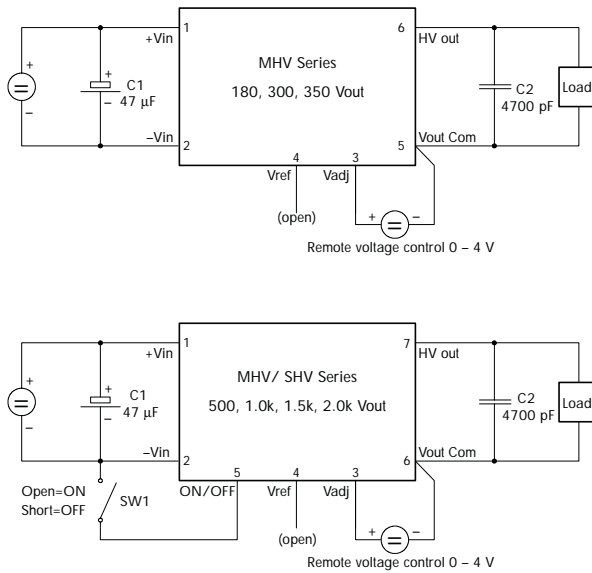 1
6
+Vin
HV out
MHV Series
180, 300, 350 Vout
+
+
C1
47 µF
−
−
C2
4700 pF
Load
−Vin
Vout Com
2
5
4
3
Vref
Vadj
(open)
+
−
Remote voltage control 0 – 4 V
1
7
+Vin
HV out
MHV/ SHV Series
500, 1.0k, 1.5k, 2.0k Vout
+
+
C1
47 µF
−
−
C2
4700 pF
Load
−Vin
Vout Com
2
6
5
4
3
ON/OFF
Vref
Vadj
Open=ON
Short=OFF
SW1
(open)
+
−
Remote voltage control 0 – 4 V